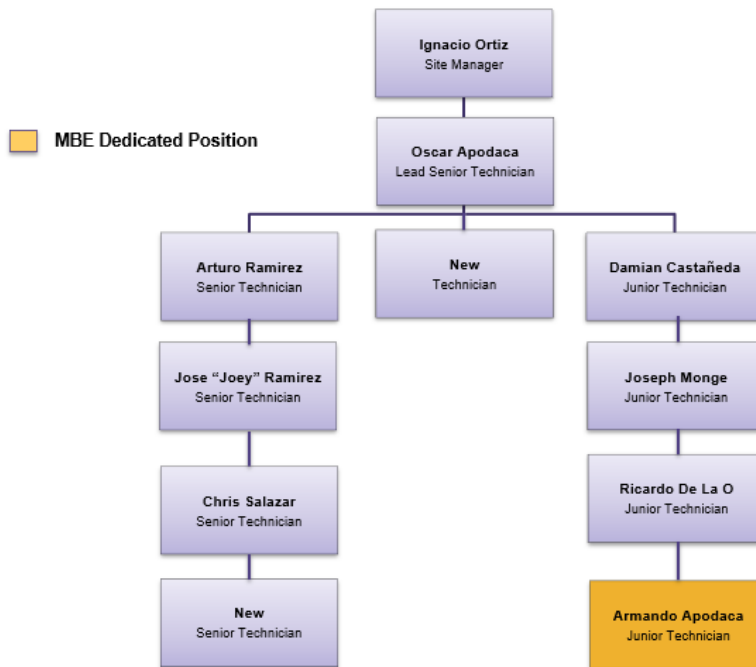 Ignacio Ortiz
Site Manager
MBE Dedicated Position
Oscar Apodaca
Lead Senior Technician
Arturo Ramirez
Senior Technician
New
Technician
Damian Castañeda
Junior Technician
Jose “Joey” Ramirez
Senior Technician
Joseph Monge
Junior Technician
Chris Salazar
Senior Technician
Ricardo De La O
Junior Technician
New
Senior Technician
Armando Apodaca
Junior Technician